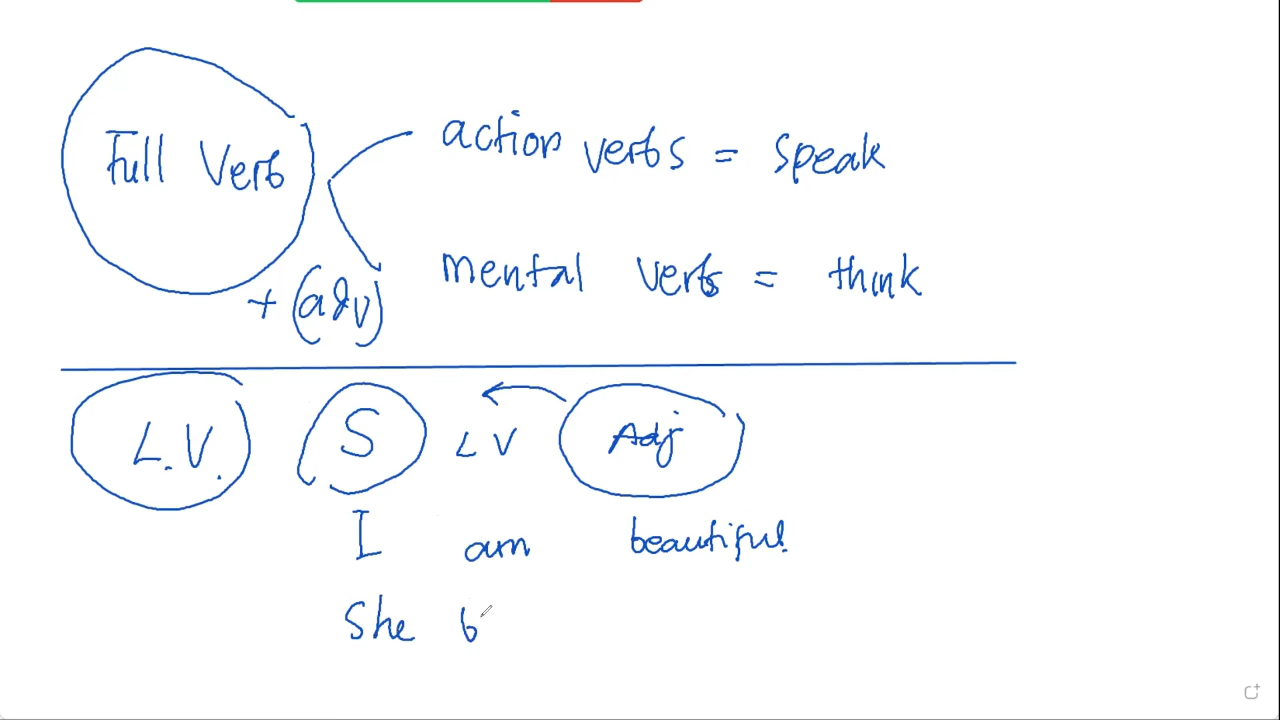 Full Verb
action verbs = speak
mental verbs = think
+ (adv)
L.V. S LV Adj
I am beautiful.
She b